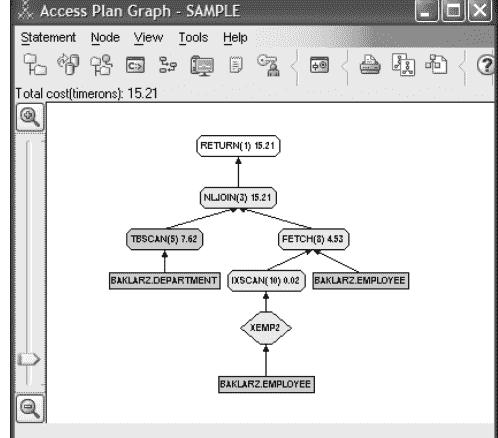 Access Plan Graph - SAMPLE
Statement Node View Tools Help
Total cost(timerons): 15.21
RETURN(1) 15.21
NLJOIN(3) 15.21
TBSCAN(5) 7.62
FETCH(8) 4.53
BAKLARZ.DEPARTMENT
IXSCAN(10) 0.02
BAKLARZ.EMPLOYEE
XEMP2
BAKLARZ.EMPLOYEE